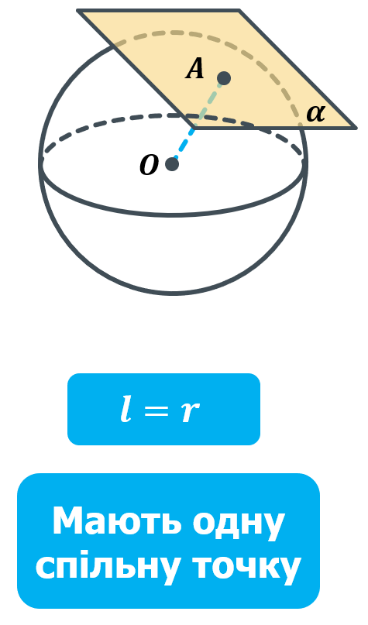 A
α
O
l = r
Мають одну
спільну точку